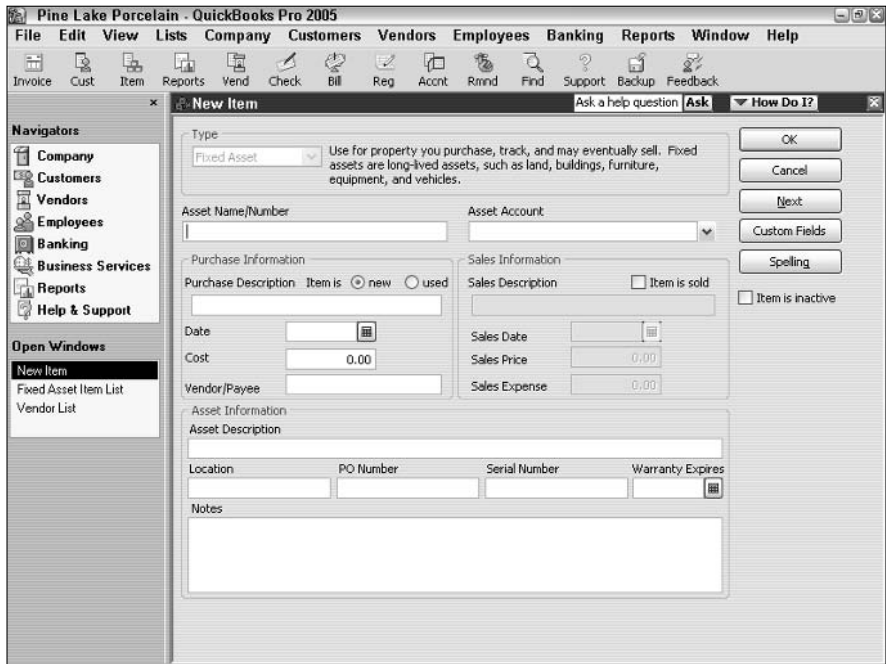 Pine Lake Porcelain - QuickBooks Pro 2005
File Edit View Lists Company Customers Vendors Employees Banking Reports Window Help
Invoice Cust Item Reports Vend Check Bill Reg Accnt Rmnd Find Support Backup Feedback
New Item Ask a help question Ask How Do I?
Navigators
Company
Customers
Vendors
Employees
Banking
Business Services
Reports
Help & Support
Open Windows
New Item
Fixed Asset Item List
Vendor List
Type
Fixed Asset
Use for property you purchase, track, and may eventually sell. Fixed
assets are long-lived assets, such as land, buildings, furniture,
equipment, and vehicles.
Asset Name/Number Asset Account
Purchase Information
Purchase Description Item is new used
Date
Cost 0.00
Vendor/Payee
Sales Information
Sales Description Item is sold
Sales Date
Sales Price 0.00
Sales Expense 0.00
Asset Information
Asset Description
Location PO Number Serial Number Warranty Expires
Notes
OK
Cancel
Next
Custom Fields
Spelling
Item is inactive